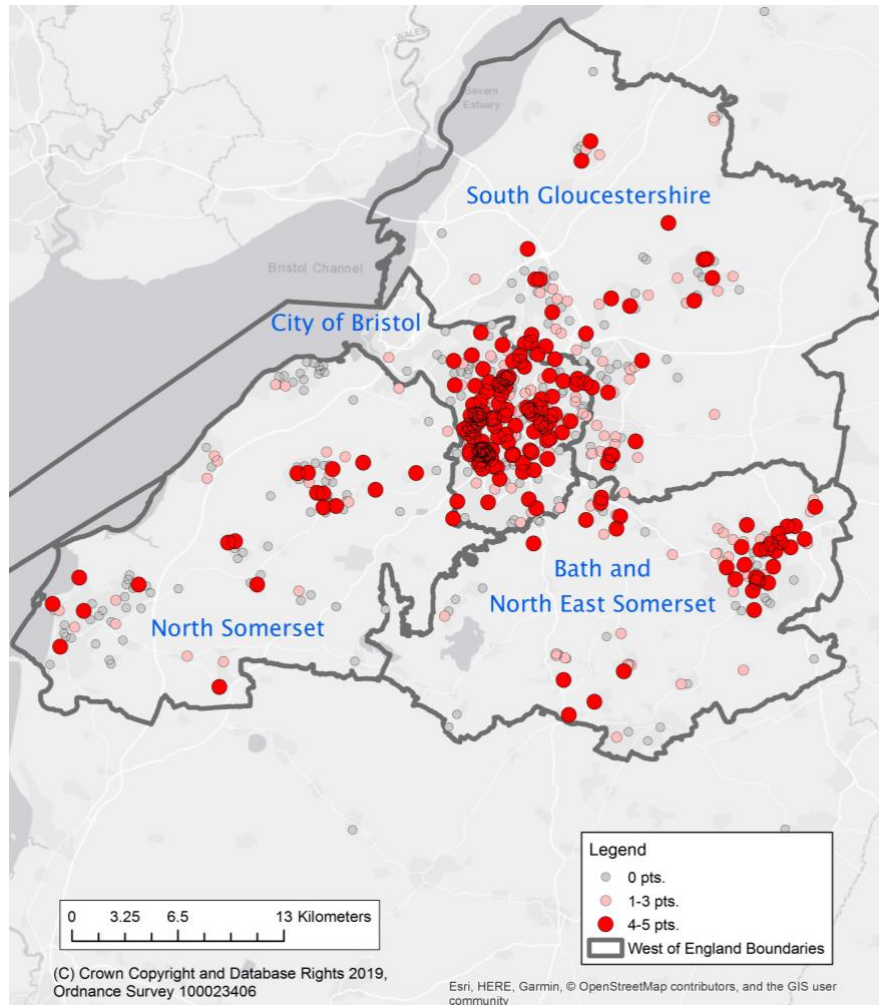 WALES
Severn
Estuary
South Gloucestershire
Bristol Channel
City of Bristol
Bath and
North East Somerset
North Somerset
Legend
0 pts.
1-3 pts.
4-5 pts.
West of England Boundaries
0 3.25 6.5 13 Kilometers
(C) Crown Copyright and Database Rights 2019,
Ordnance Survey 100023406
Esri, HERE, Garmin, © OpenStreetMap contributors, and the GIS user
community